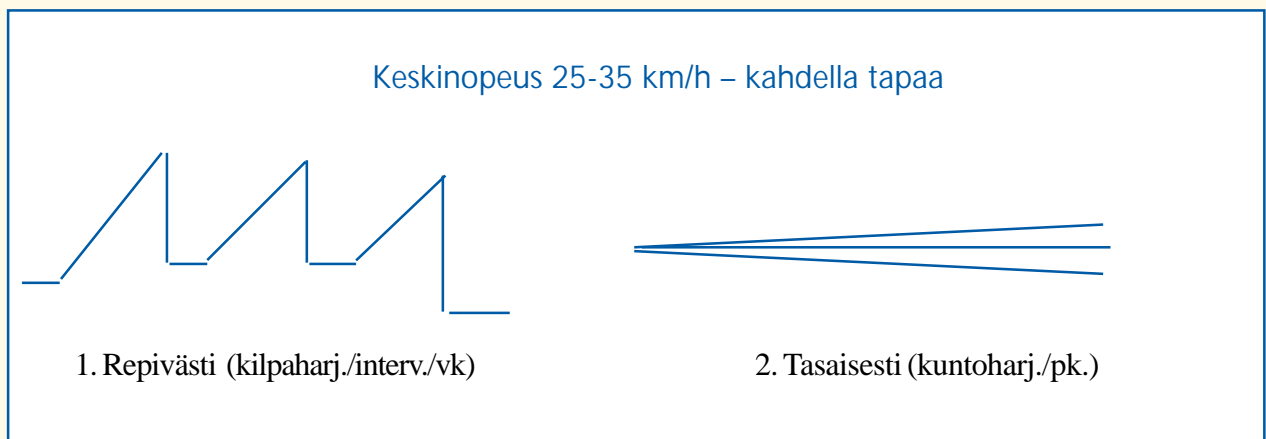 Keskinopeus 25-35 km/h – kahdella tapaa
1. Repivästi (kilpaharj./interv./vk)
2. Tasaisesti (kuntoharj./pk.)